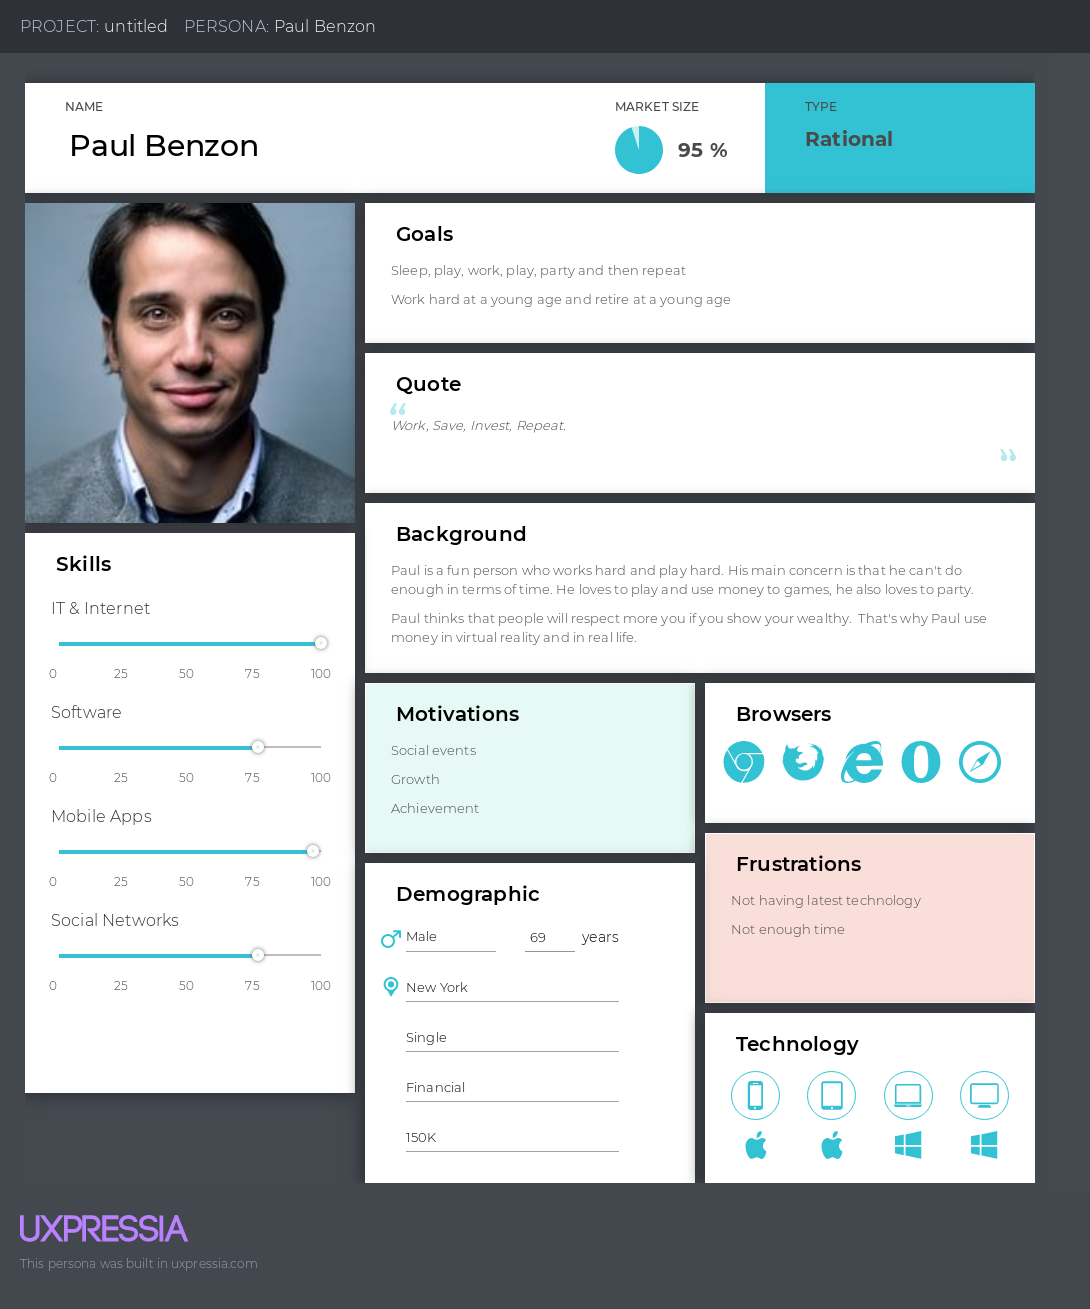 PROJECT: untitled PERSONA: Paul Benzon
NAME
Paul Benzon
MARKET SIZE
95 %
TYPE
Rational
Goals
Sleep, play, work, play, party and then repeat
Work hard at a young age and retire at a young age
Quote
“
Work, Save, Invest, Repeat.
”
Background
Paul is a fun person who works hard and play hard. His main concern is that he can't do
enough in terms of time. He loves to play and use money to games, he also loves to party.
Paul thinks that people will respect more you if you show your wealthy.  That's why Paul use
money in virtual reality and in real life.
Skills
IT & Internet
0 25 50 75 100
Software
0 25 50 75 100
Mobile Apps
0 25 50 75 100
Social Networks
0 25 50 75 100
Motivations
Social events
Growth
Achievement
Browsers
Demographic
Male 69 years
New York
Single
Financial
150K
Frustrations
Not having latest technology
Not enough time
Technology
UXPRESSIA
This persona was built in uxpressia.com